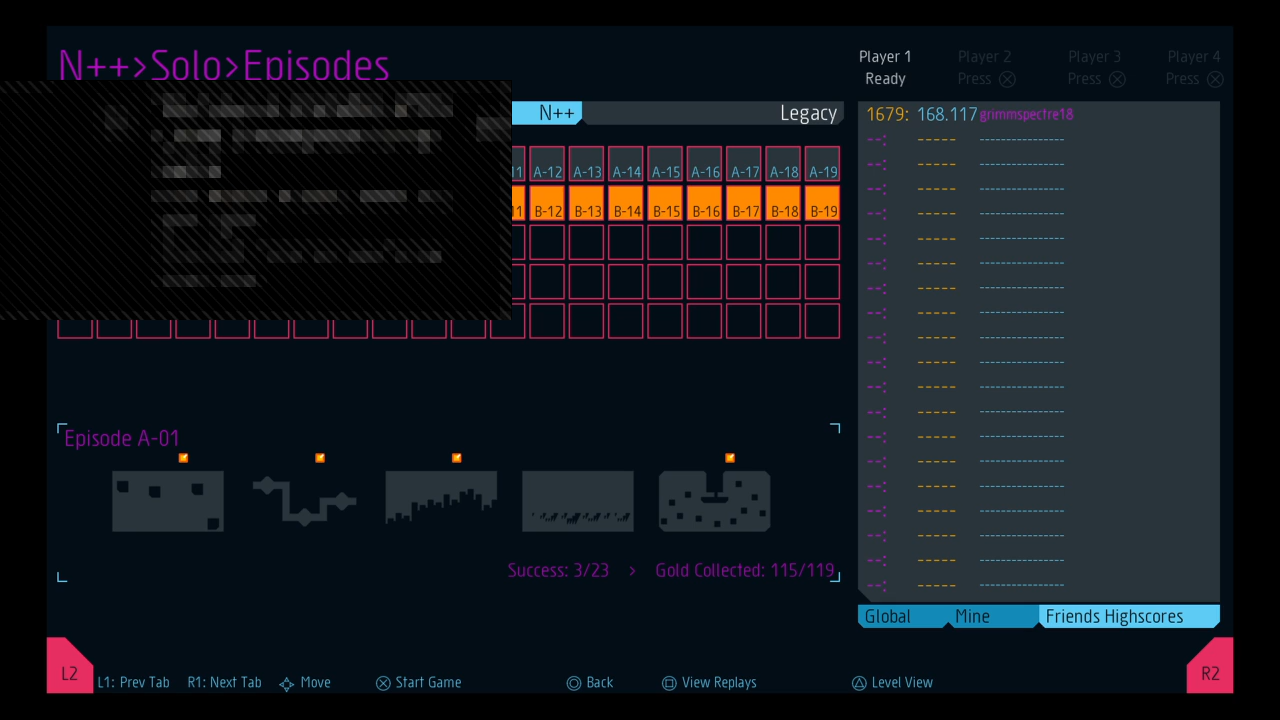 N++>Solo>Episodes
Player 1 Player 2 Player 3 Player 4
Ready Press Press Press
N++ Legacy
1679: 168.117 grimmspectre18
A-12 A-13 A-14 A-15 A-16 A-17 A-18 A-19
B-12 B-13 B-14 B-15 B-16 B-17 B-18 B-19
Episode A-01
Success: 3/23 > Gold Collected: 115/119
Global Mine Friends Highscores
L2 R2
L1: Prev Tab R1: Next Tab Move Start Game Back View Replays Level View